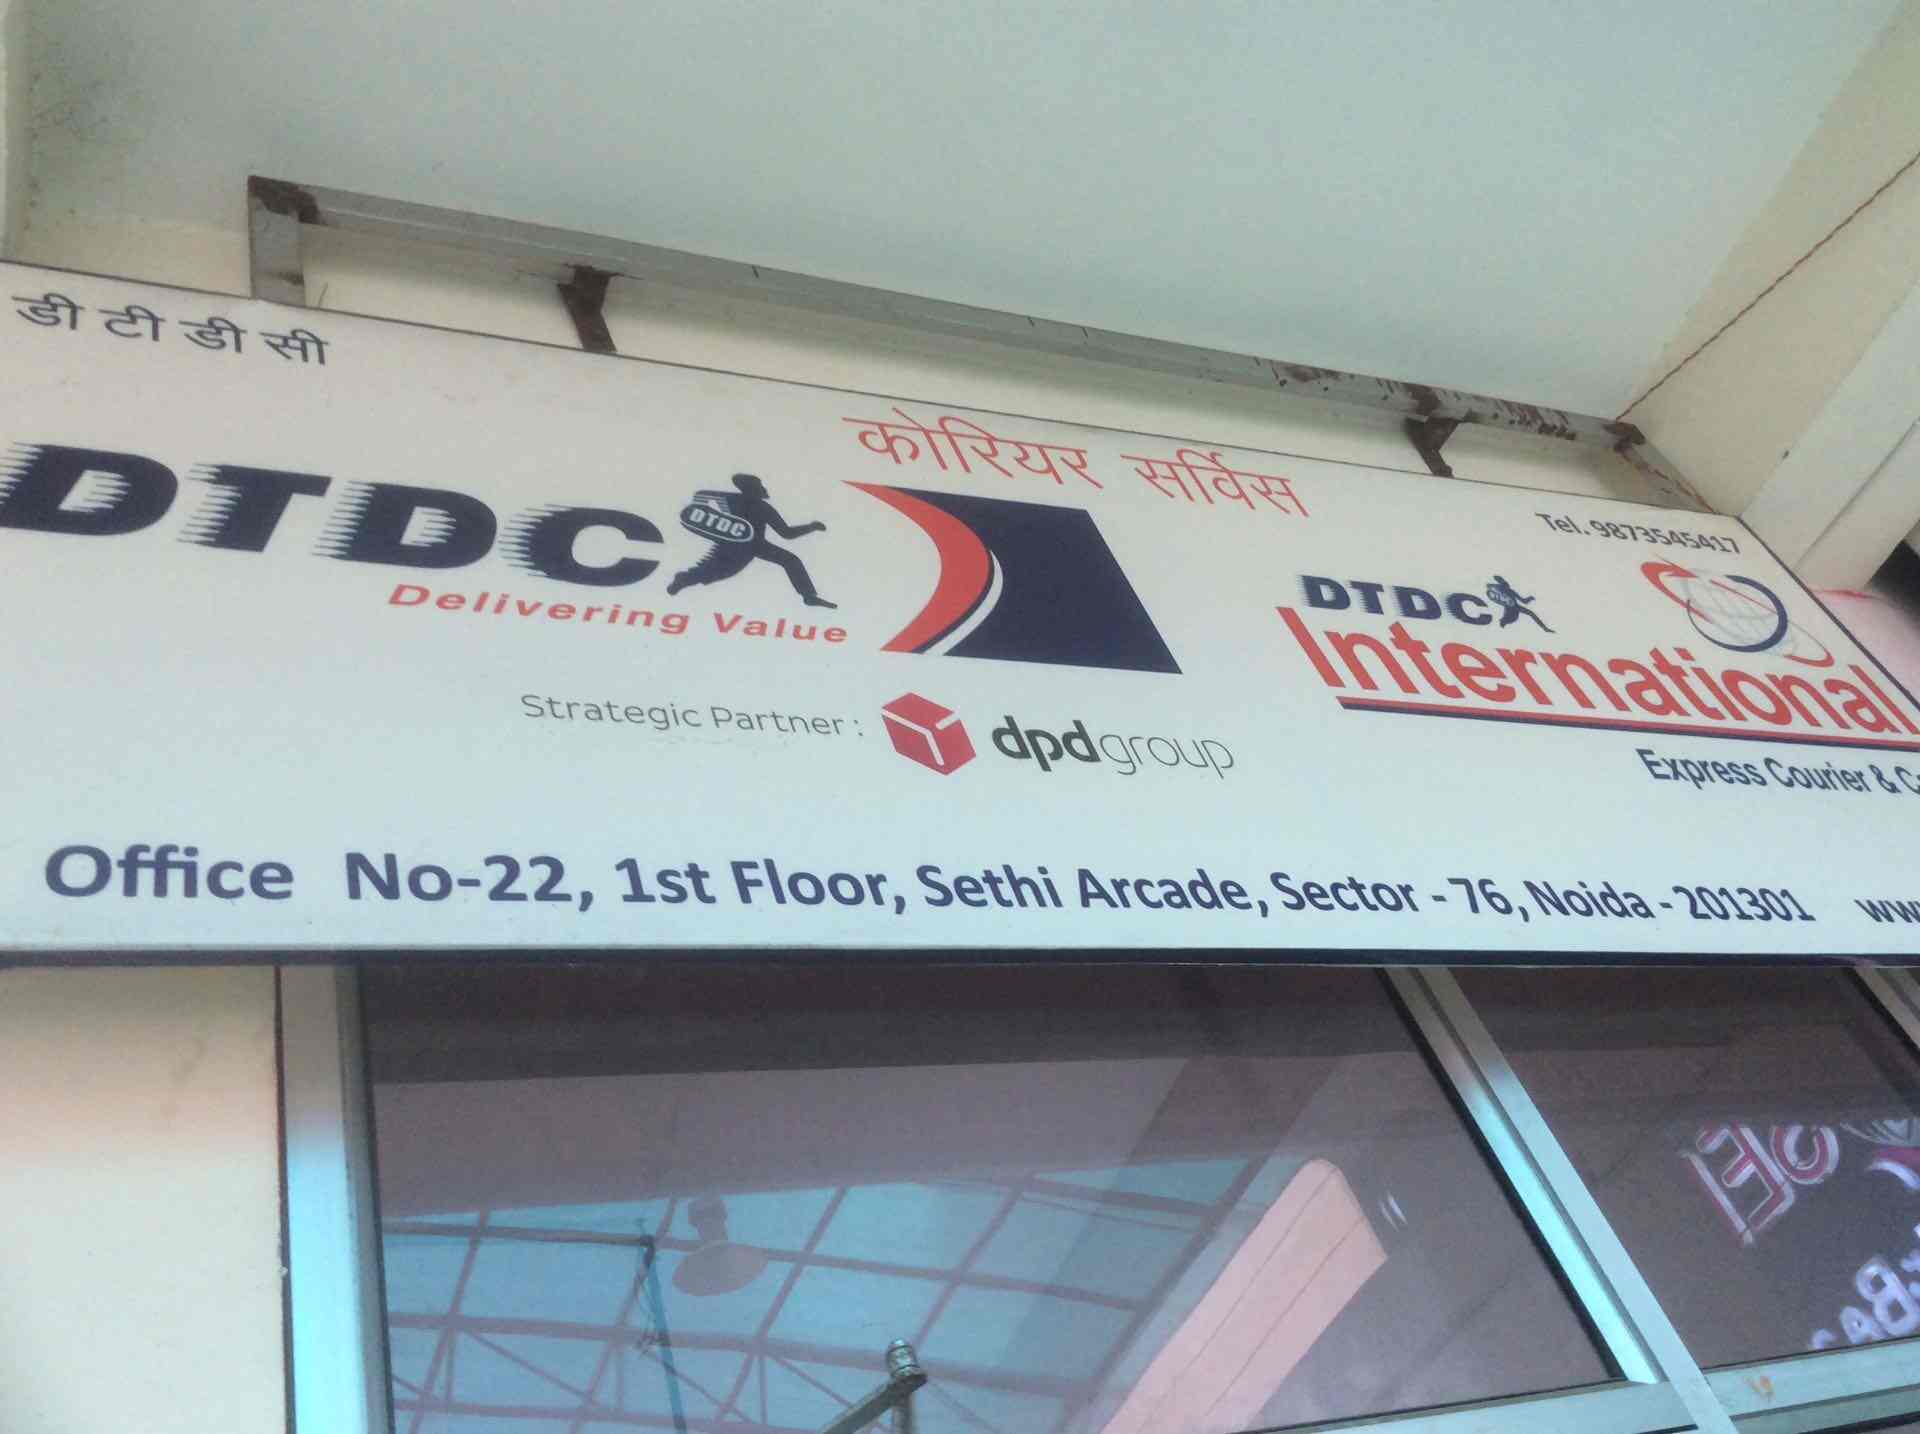 डी टी डी सी
कोरियर सर्विस
Tel. 9873545417
DTDC
DTDC
Delivering Value
DTDC
International
Express Courier &
Strategic Partner : dpdgroup
Office No-22, 1st Floor, Sethi Arcade, Sector - 76, Noida - 201301